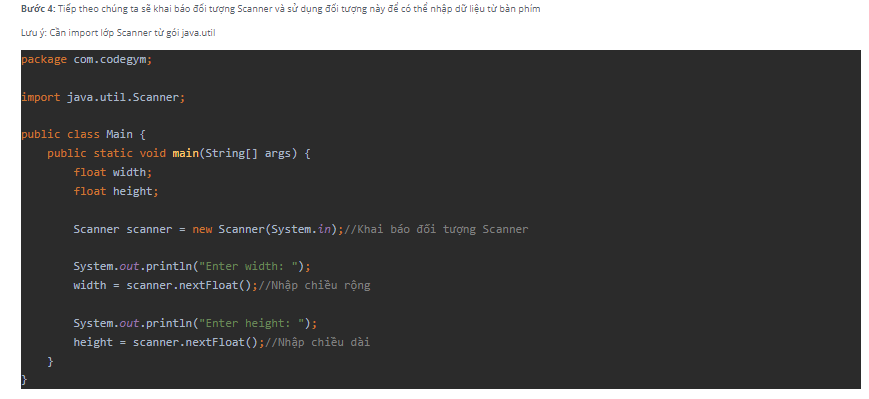 Bước 4: Tiếp theo chúng ta sẽ khai báo đối tượng Scanner và sử dụng đối tượng này để có thể nhập dữ liệu từ bàn phím
Lưu ý: Cần import lớp Scanner từ gói java.util
package com.codegym;
import java.util.Scanner;
public class Main {
public static void main(String[] args) {
float width;
float height;
Scanner scanner = new Scanner(System.in);//Khai báo đối tượng Scanner
System.out.println("Enter width: ");
width = scanner.nextFloat();//Nhập chiều rộng
System.out.println("Enter height: ");
height = scanner.nextFloat();//Nhập chiều dài
}
}